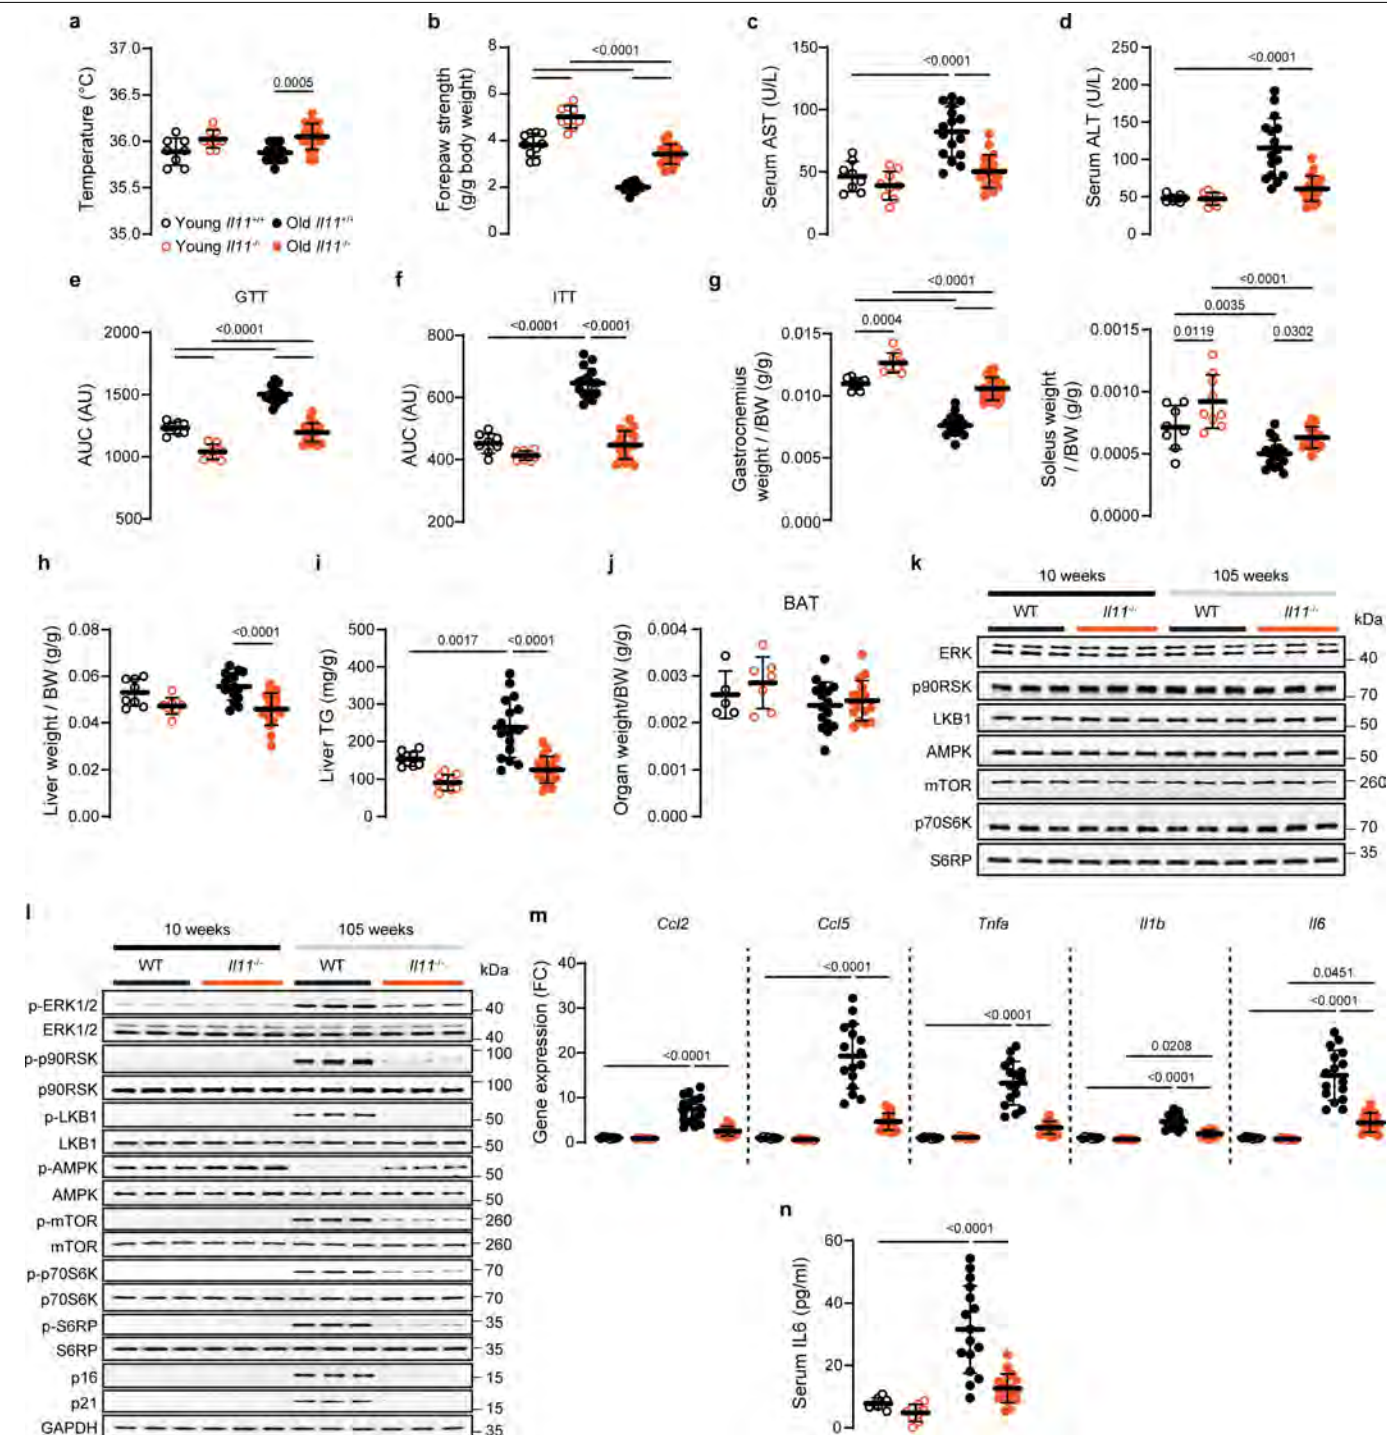 a
37.0
36.5
36.0
35.5
35.0
Temperature (°C)
0.0005
Young Il11+/+
Old Il11+/+
Young Il11-/-
Old Il11-/-
b
8
6
4
2
0
Forepaw strength
(g/g body weight)
<0.0001
c
150
100
50
0
Serum AST (U/L)
<0.0001
d
250
200
150
100
50
0
Serum ALT (U/L)
<0.0001
e
GTT
2000
1500
1000
500
AUC (AU)
<0.0001
f
ITT
800
600
400
200
AUC (AU)
<0.0001
<0.0001
g
0.015
0.010
0.005
0.000
Gastrocnemius
weight / /BW (g/g)
<0.0001
0.0004
0.0015
0.0010
0.0005
0.0000
Soleus weight
/ /BW (g/g)
<0.0001
0.0035
0.0119
0.0302
h
0.08
0.06
0.04
0.02
0.00
Liver weight / BW (g/g)
<0.0001
i
500
400
300
200
100
0
Liver TG (mg/g)
0.0017
<0.0001
j
BAT
0.004
0.003
0.002
0.001
0.000
Organ weight/BW (g/g)
k
10 weeks
105 weeks
WT
Il11-/-
WT
Il11-/-
kDa
ERK
40
p90RSK
70
LKB1
50
AMPK
50
mTOR
260
p70S6K
70
S6RP
35
l
10 weeks
105 weeks
WT
Il11-/-
WT
Il11-/-
kDa
p-ERK1/2
40
ERK1/2
40
p-p90RSK
100
p90RSK
100
p-LKB1
50
LKB1
50
p-AMPK
50
AMPK
50
p-mTOR
260
mTOR
260
p-p70S6K
70
p70S6K
70
p-S6RP
35
S6RP
35
p16
15
p21
15
GAPDH
35
m
Ccl2
Ccl5
Tnfa
Il1b
Il6
40
30
20
10
0
Gene expression (FC)
<0.0001
<0.0001
<0.0001
0.0208
<0.0001
0.0451
<0.0001
n
60
40
20
0
Serum IL6 (pg/ml)
<0.0001